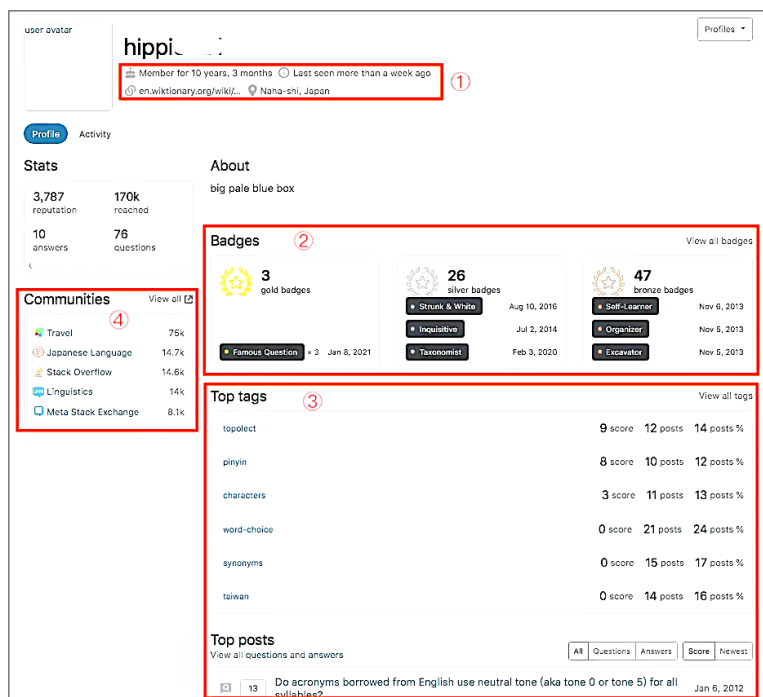 user avatar
Profiles
hippi
Member for 10 years, 3 months Last seen more than a week ago
en.wiktionary.org/wiki/... Naha-shi, Japan
①
Profile Activity
Stats
3,787 reputation
170k reached
10 answers
76 questions
About
big pale blue box
Badges ② View all badges
3 gold badges
Famous Question × 3 Jan 8, 2021
26 silver badges
Strunk & White Aug 10, 2016
Inquisitive Jul 2, 2014
Taxonomist Feb 3, 2020
47 bronze badges
Self-Learner Nov 6, 2013
Organizer Nov 5, 2013
Excavator Nov 5, 2013
Communities View all
④
Travel 75k
Japanese Language 14.7k
Stack Overflow 14.6k
Linguistics 14k
Meta Stack Exchange 8.1k
Top tags ③ View all tags
topolect 9 score 12 posts 14 posts %
pinyin 8 score 10 posts 12 posts %
characters 3 score 11 posts 13 posts %
word-choice 0 score 21 posts 24 posts %
synonyms 0 score 15 posts 17 posts %
taiwan 0 score 14 posts 16 posts %
Top posts
View all questions and answers
All Questions Answers Score Newest
13 Do acronyms borrowed from English use neutral tone (aka tone 0 or tone 5) for all syllables? Jan 6, 2012